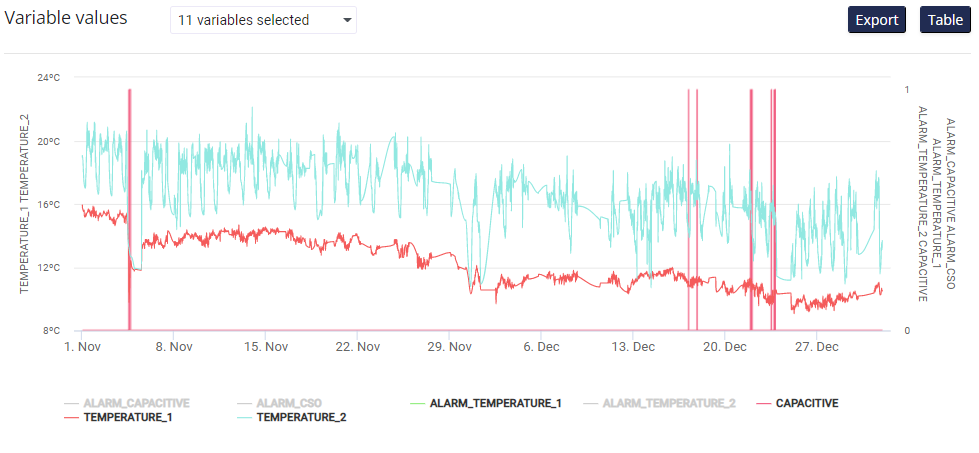 Variable values
11 variables selected
Export
Table
24°C
20°C
16°C
12°C
8°C
TEMPERATURE_1 TEMPERATURE_2
1
0
ALARM_CAPACITIVE ALARM_CSO
ALARM_TEMPERATURE_1
ALARM_TEMPERATURE_2 CAPACITIVE
1. Nov 8. Nov 15. Nov 22. Nov 29. Nov 6. Dec 13. Dec 20. Dec 27. Dec
ALARM_CAPACITIVE ALARM_CSO ALARM_TEMPERATURE_1 ALARM_TEMPERATURE_2 CAPACITIVE
TEMPERATURE_1 TEMPERATURE_2